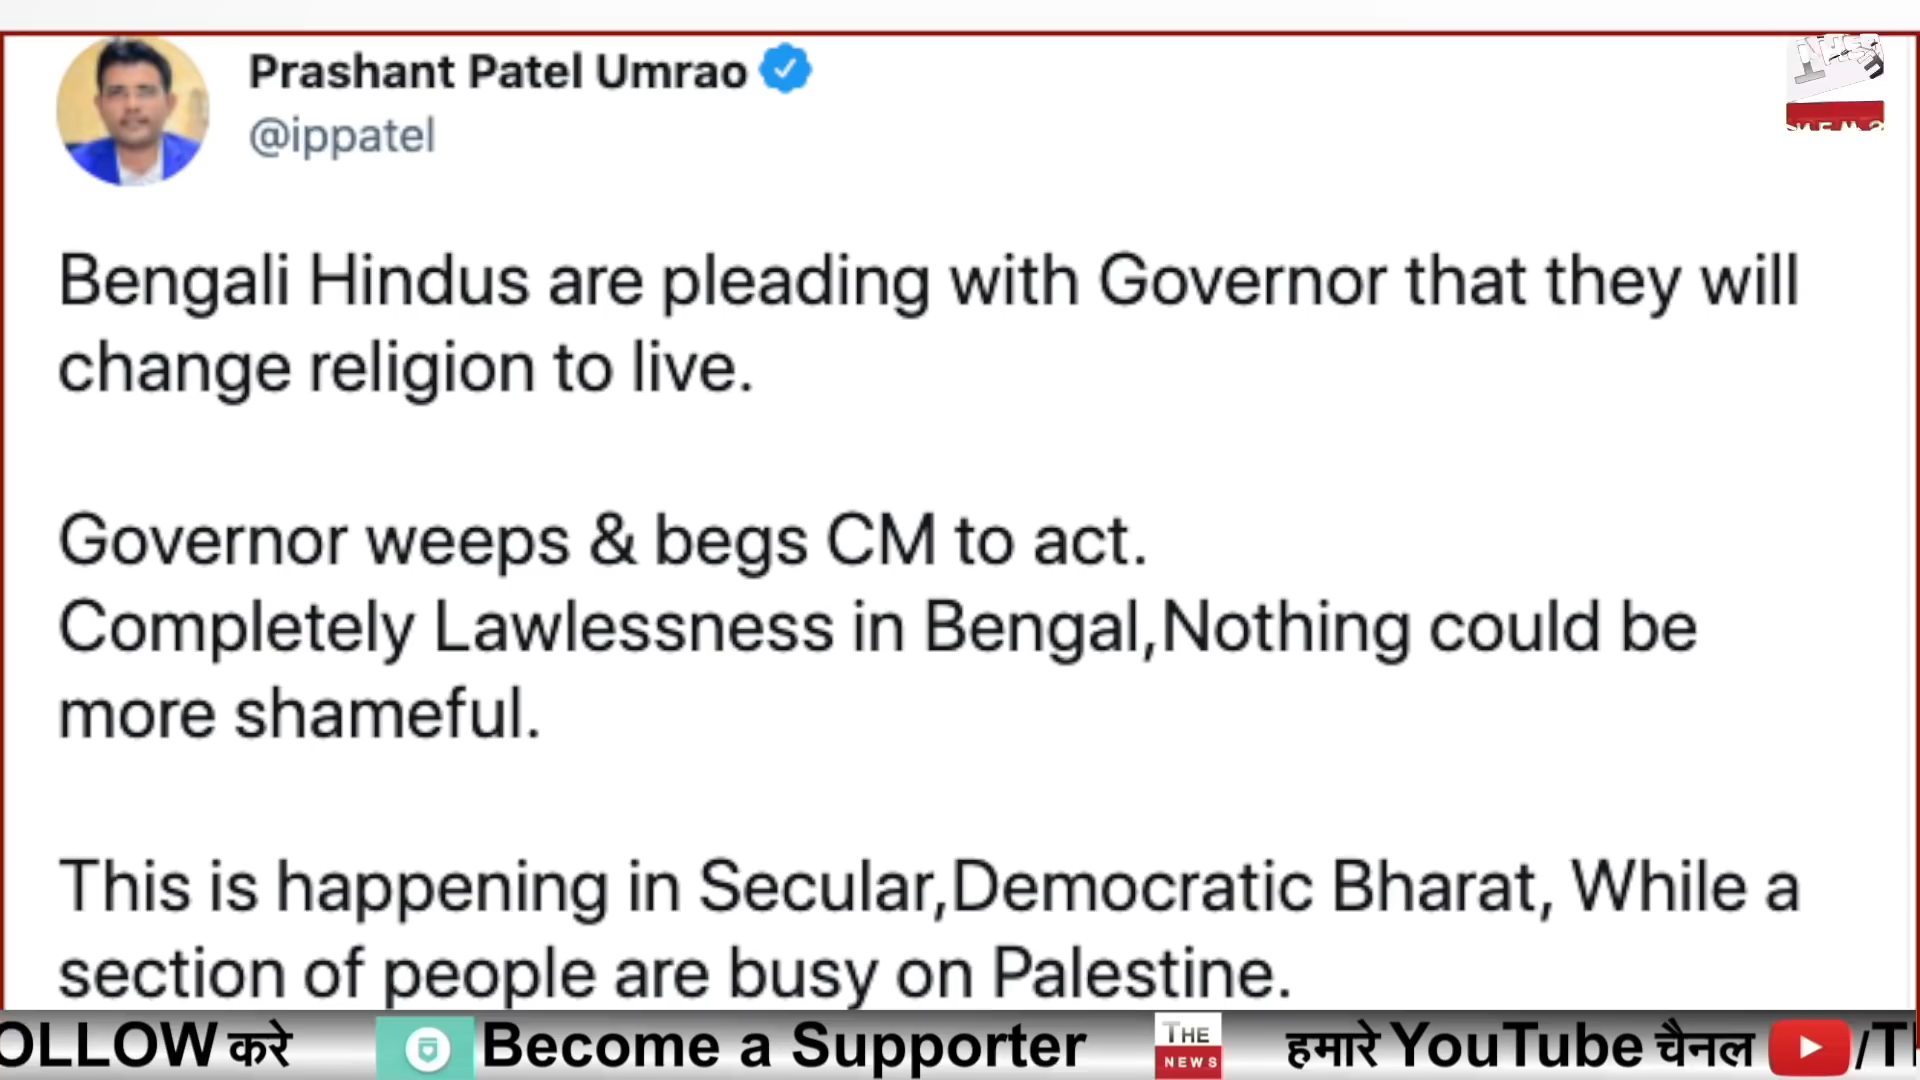 Prashant Patel Umrao
@ippatel
Bengali Hindus are pleading with Governor that they will
change religion to live.
Governor weeps & begs CM to act.
Completely Lawlessness in Bengal,Nothing could be
more shameful.
This is happening in Secular,Democratic Bharat, While a
section of people are busy on Palestine.
OLLOW करे Become a Supporter THE NEWS हमारे YouTube चैनल